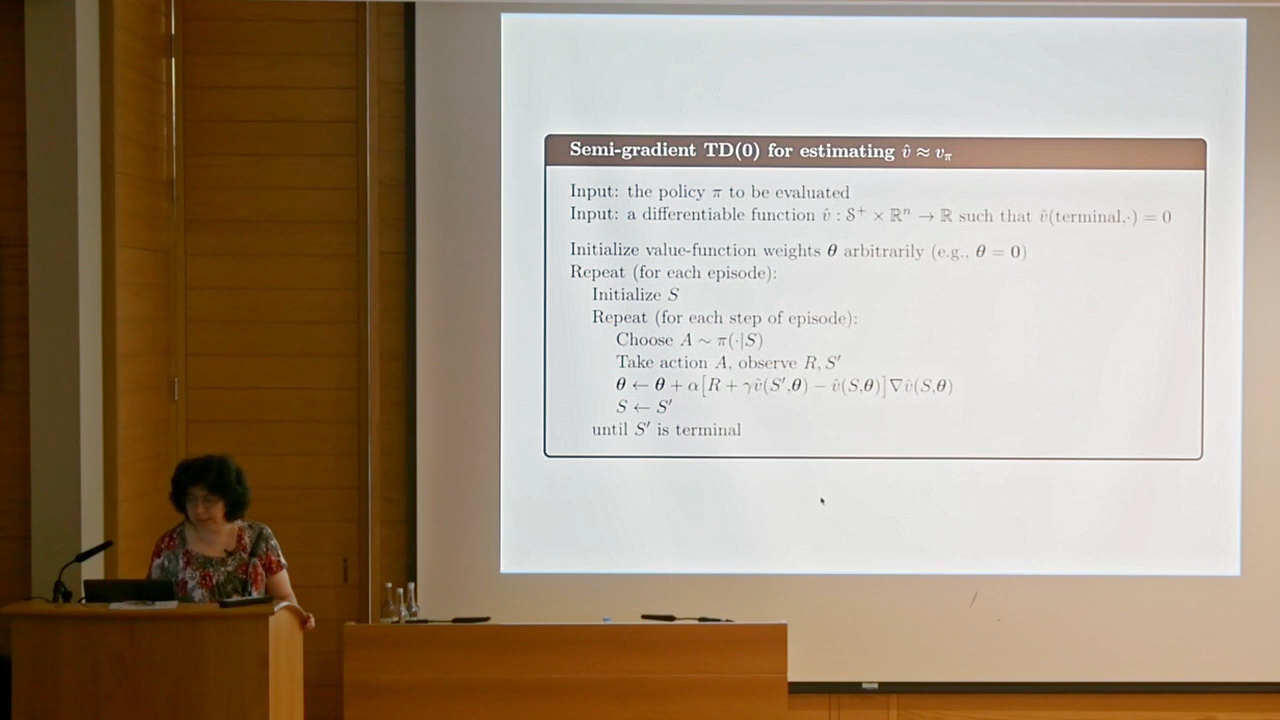 Semi-gradient TD(0) for estimating v̂ ≈ vπ
Input: the policy π to be evaluated
Input: a differentiable function v̂ : S⁺ × ℝⁿ → ℝ such that v̂(terminal,·) = 0
Initialize value-function weights θ arbitrarily (e.g., θ = 0)
Repeat (for each episode):
Initialize S
Repeat (for each step of episode):
Choose A ∼ π(·|S)
Take action A, observe R, S′
θ ← θ + α[R + γv̂(S′,θ) − v̂(S,θ)]∇v̂(S,θ)
S ← S′
until S′ is terminal